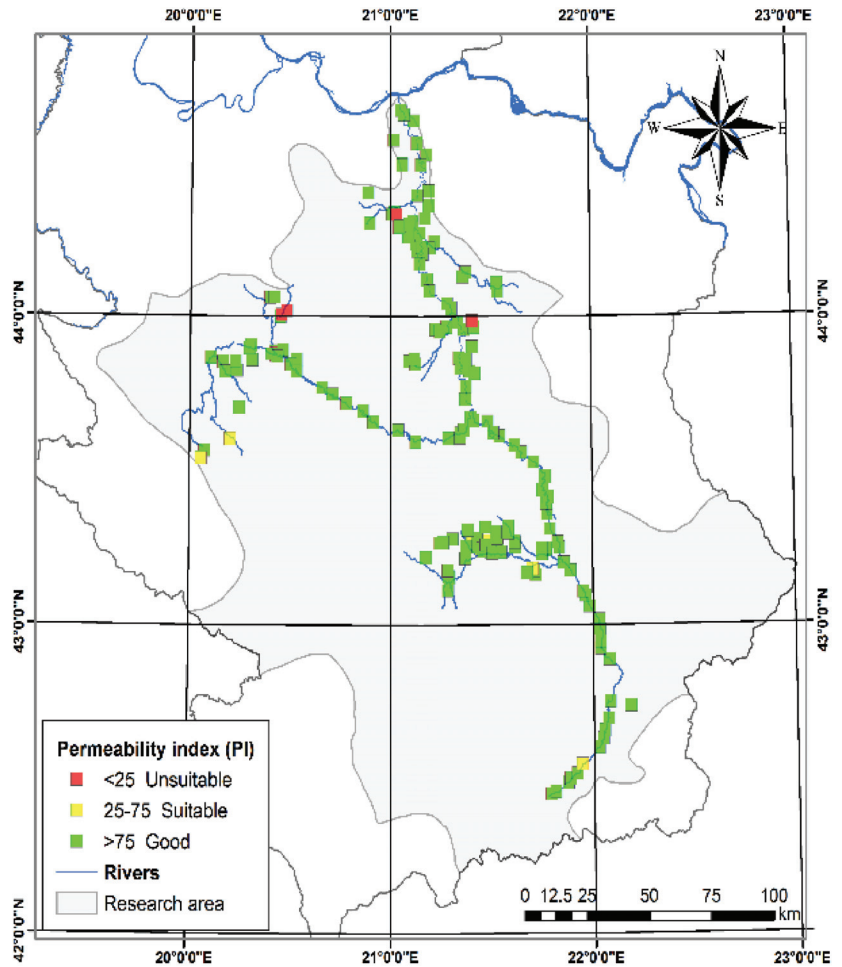 20°0'0"E 21°0'0"E 22°0'0"E 23°0'0"E
N
W E
S
44°0'0"N 44°0'0"N
43°0'0"N 43°0'0"N
Permeability index (PI)
<25 Unsuitable
25-75 Suitable
>75 Good
Rivers
Research area
0 12.5 25 50 75 100
km
42°0'0"N 42°0'0"N
20°0'0"E 21°0'0"E 22°0'0"E 23°0'0"E